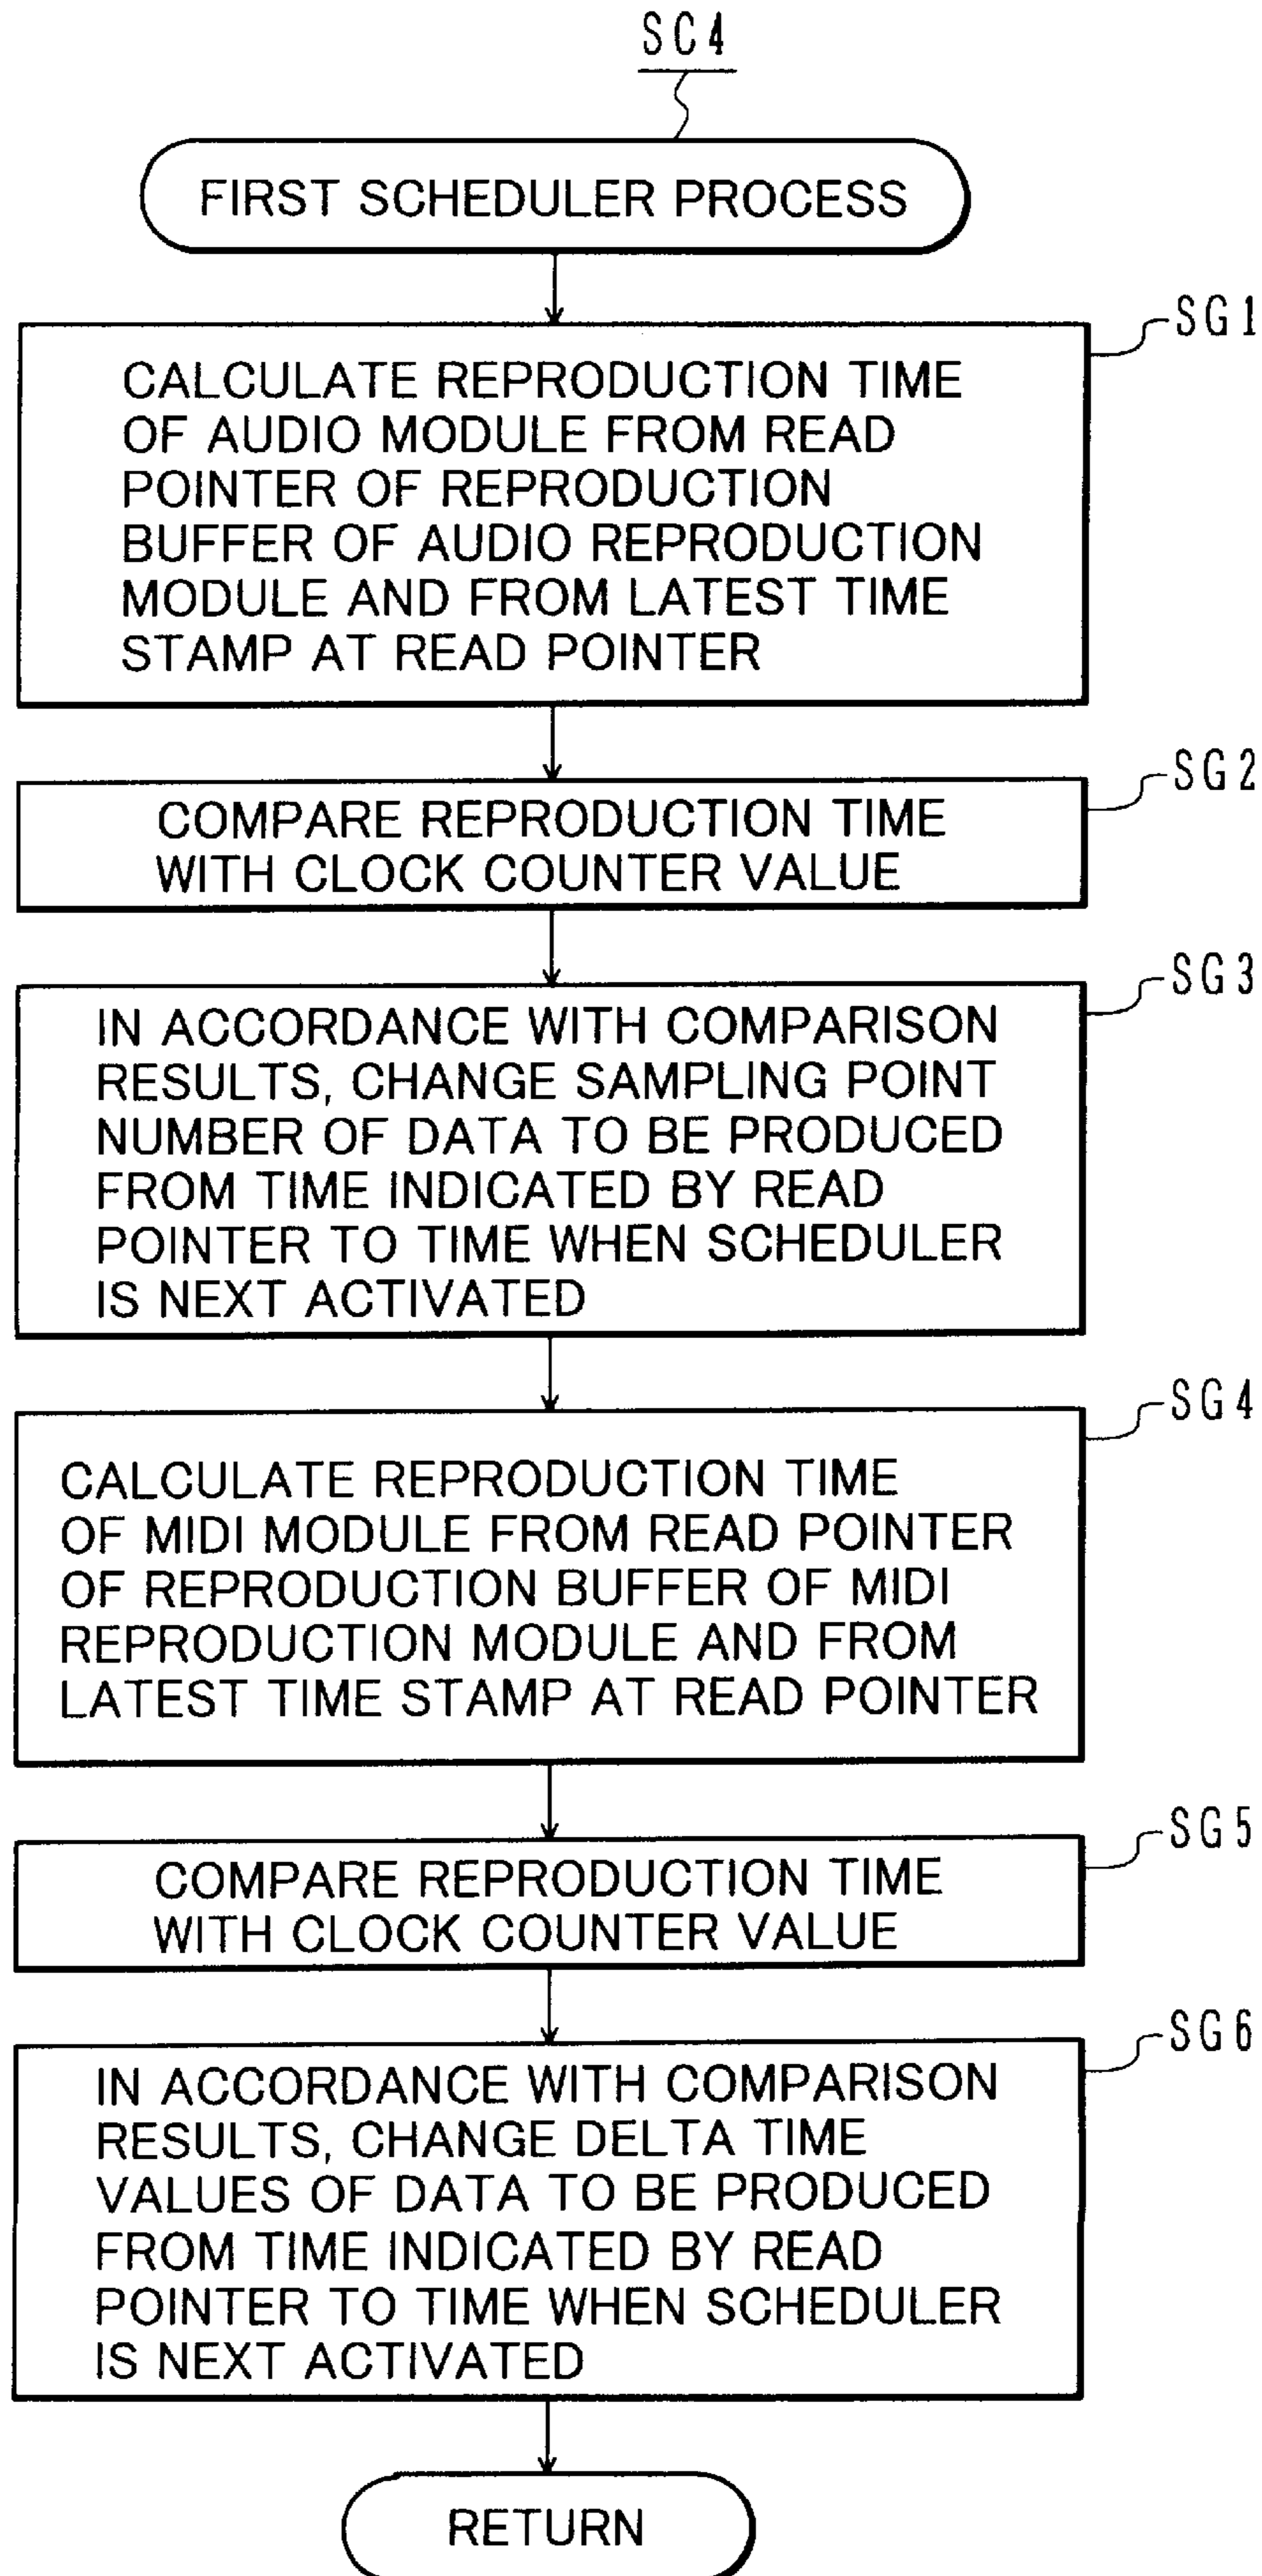 SC4
FIRST SCHEDULER PROCESS
SG1
CALCULATE REPRODUCTION TIME
OF AUDIO MODULE FROM READ
POINTER OF REPRODUCTION
BUFFER OF AUDIO REPRODUCTION
MODULE AND FROM LATEST TIME
STAMP AT READ POINTER
SG2
COMPARE REPRODUCTION TIME
WITH CLOCK COUNTER VALUE
SG3
IN ACCORDANCE WITH COMPARISON
RESULTS, CHANGE SAMPLING POINT
NUMBER OF DATA TO BE PRODUCED
FROM TIME INDICATED BY READ
POINTER TO TIME WHEN SCHEDULER
IS NEXT ACTIVATED
SG4
CALCULATE REPRODUCTION TIME
OF MIDI MODULE FROM READ POINTER
OF REPRODUCTION BUFFER OF MIDI
REPRODUCTION MODULE AND FROM
LATEST TIME STAMP AT READ POINTER
SG5
COMPARE REPRODUCTION TIME
WITH CLOCK COUNTER VALUE
SG6
IN ACCORDANCE WITH COMPARISON
RESULTS, CHANGE DELTA TIME
VALUES OF DATA TO BE PRODUCED
FROM TIME INDICATED BY READ
POINTER TO TIME WHEN SCHEDULER
IS NEXT ACTIVATED
RETURN